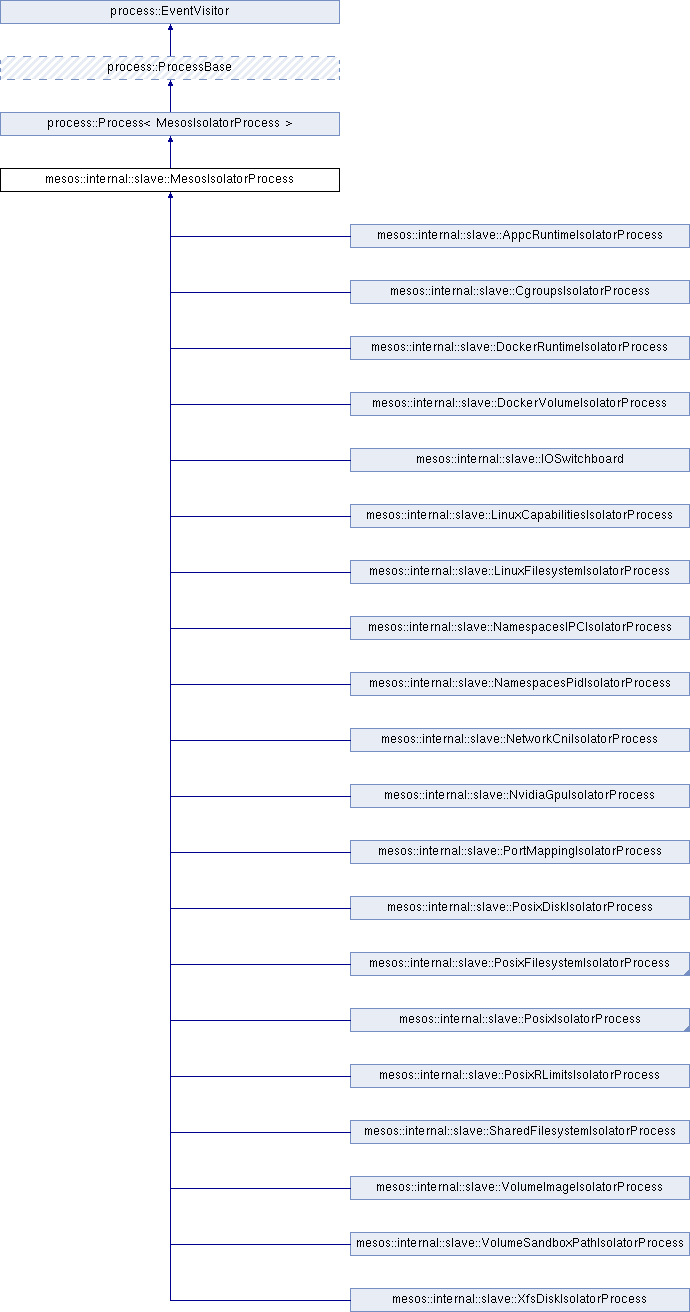 process::EventVisitor
process::ProcessBase
process::Process< MesosIsolatorProcess >
mesos::internal::slave::MesosIsolatorProcess
mesos::internal::slave::AppcRuntimeIsolatorProcess
mesos::internal::slave::CgroupsIsolatorProcess
mesos::internal::slave::DockerRuntimeIsolatorProcess
mesos::internal::slave::DockerVolumeIsolatorProcess
mesos::internal::slave::IOSwitchboard
mesos::internal::slave::LinuxCapabilitiesIsolatorProcess
mesos::internal::slave::LinuxFilesystemIsolatorProcess
mesos::internal::slave::NamespacesIPCIsolatorProcess
mesos::internal::slave::NamespacesPidIsolatorProcess
mesos::internal::slave::NetworkCniIsolatorProcess
mesos::internal::slave::NvidiaGpuIsolatorProcess
mesos::internal::slave::PortMappingIsolatorProcess
mesos::internal::slave::PosixDiskIsolatorProcess
mesos::internal::slave::PosixFilesystemIsolatorProcess
mesos::internal::slave::PosixIsolatorProcess
mesos::internal::slave::PosixRLimitsIsolatorProcess
mesos::internal::slave::SharedFilesystemIsolatorProcess
mesos::internal::slave::VolumeImageIsolatorProcess
mesos::internal::slave::VolumeSandboxPathIsolatorProcess
mesos::internal::slave::XfsDiskIsolatorProcess